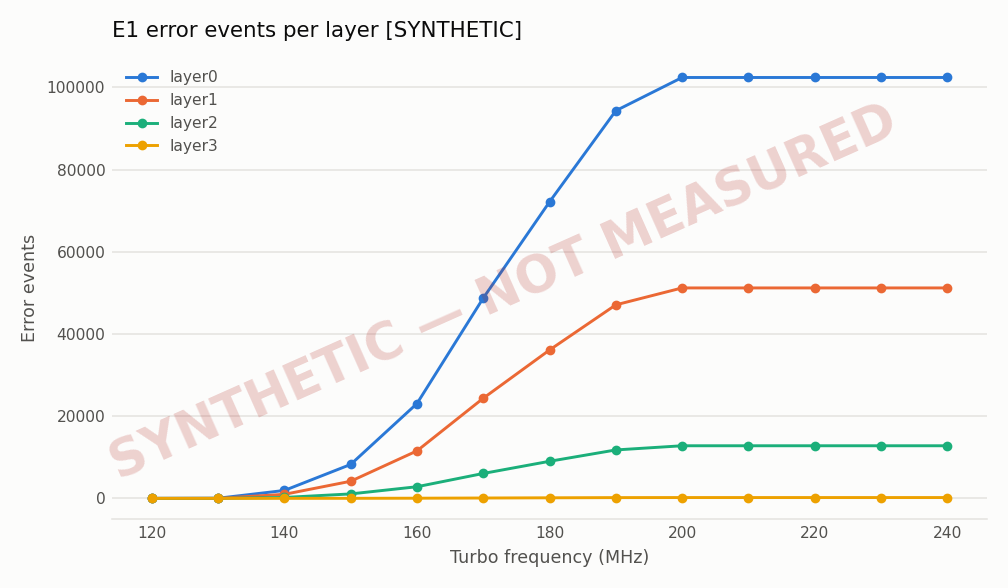 E1 error events per layer [SYNTHETIC]
layer0
layer1
layer2
layer3
100000
80000
60000
40000
20000
0
Error events
SYNTHETIC — NOT MEASURED
120
140
160
180
200
220
240
Turbo frequency (MHz)